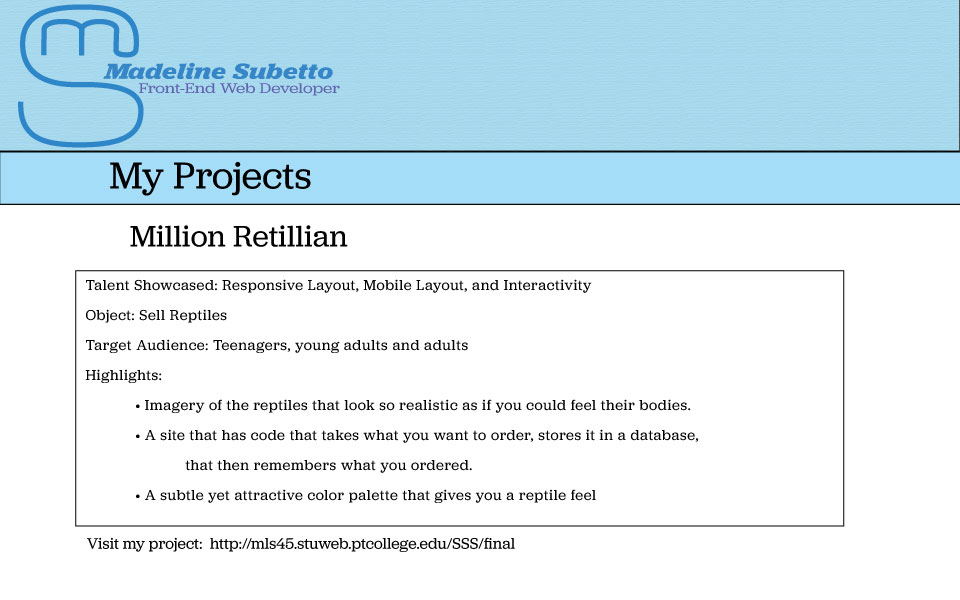 Madeline Subetto
Front-End Web Developer
My Projects
Million Retillian
Talent Showcased: Responsive Layout, Mobile Layout, and Interactivity
Object: Sell Reptiles
Target Audience: Teenagers, young adults and adults
Highlights:
• Imagery of the reptiles that look so realistic as if you could feel their bodies.
• A site that has code that takes what you want to order, stores it in a database,
that then remembers what you ordered.
• A subtle yet attractive color palette that gives you a reptile feel
Visit my project: http://mls45.stuweb.ptcollege.edu/SSS/final